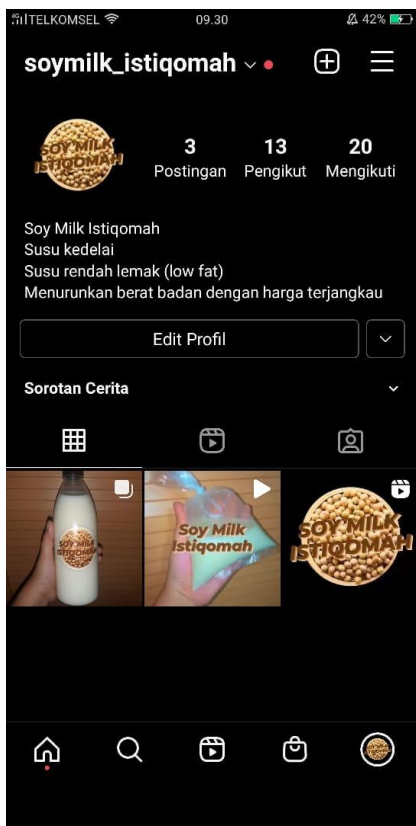 TELKOMSEL 09.30 42%
soymilk_istiqomah
SOY MILK
ISTIQOMAH
3 13 20
Postingan Pengikut Mengikuti
Soy Milk Istiqomah
Susu kedelai
Susu rendah lemak (low fat)
Menurunkan berat badan dengan harga terjangkau
Edit Profil
Sorotan Cerita
SOY MILK
ISTIQOMAH
Soy Milk
Istiqomah
SOY MILK
ISTIQOMAH